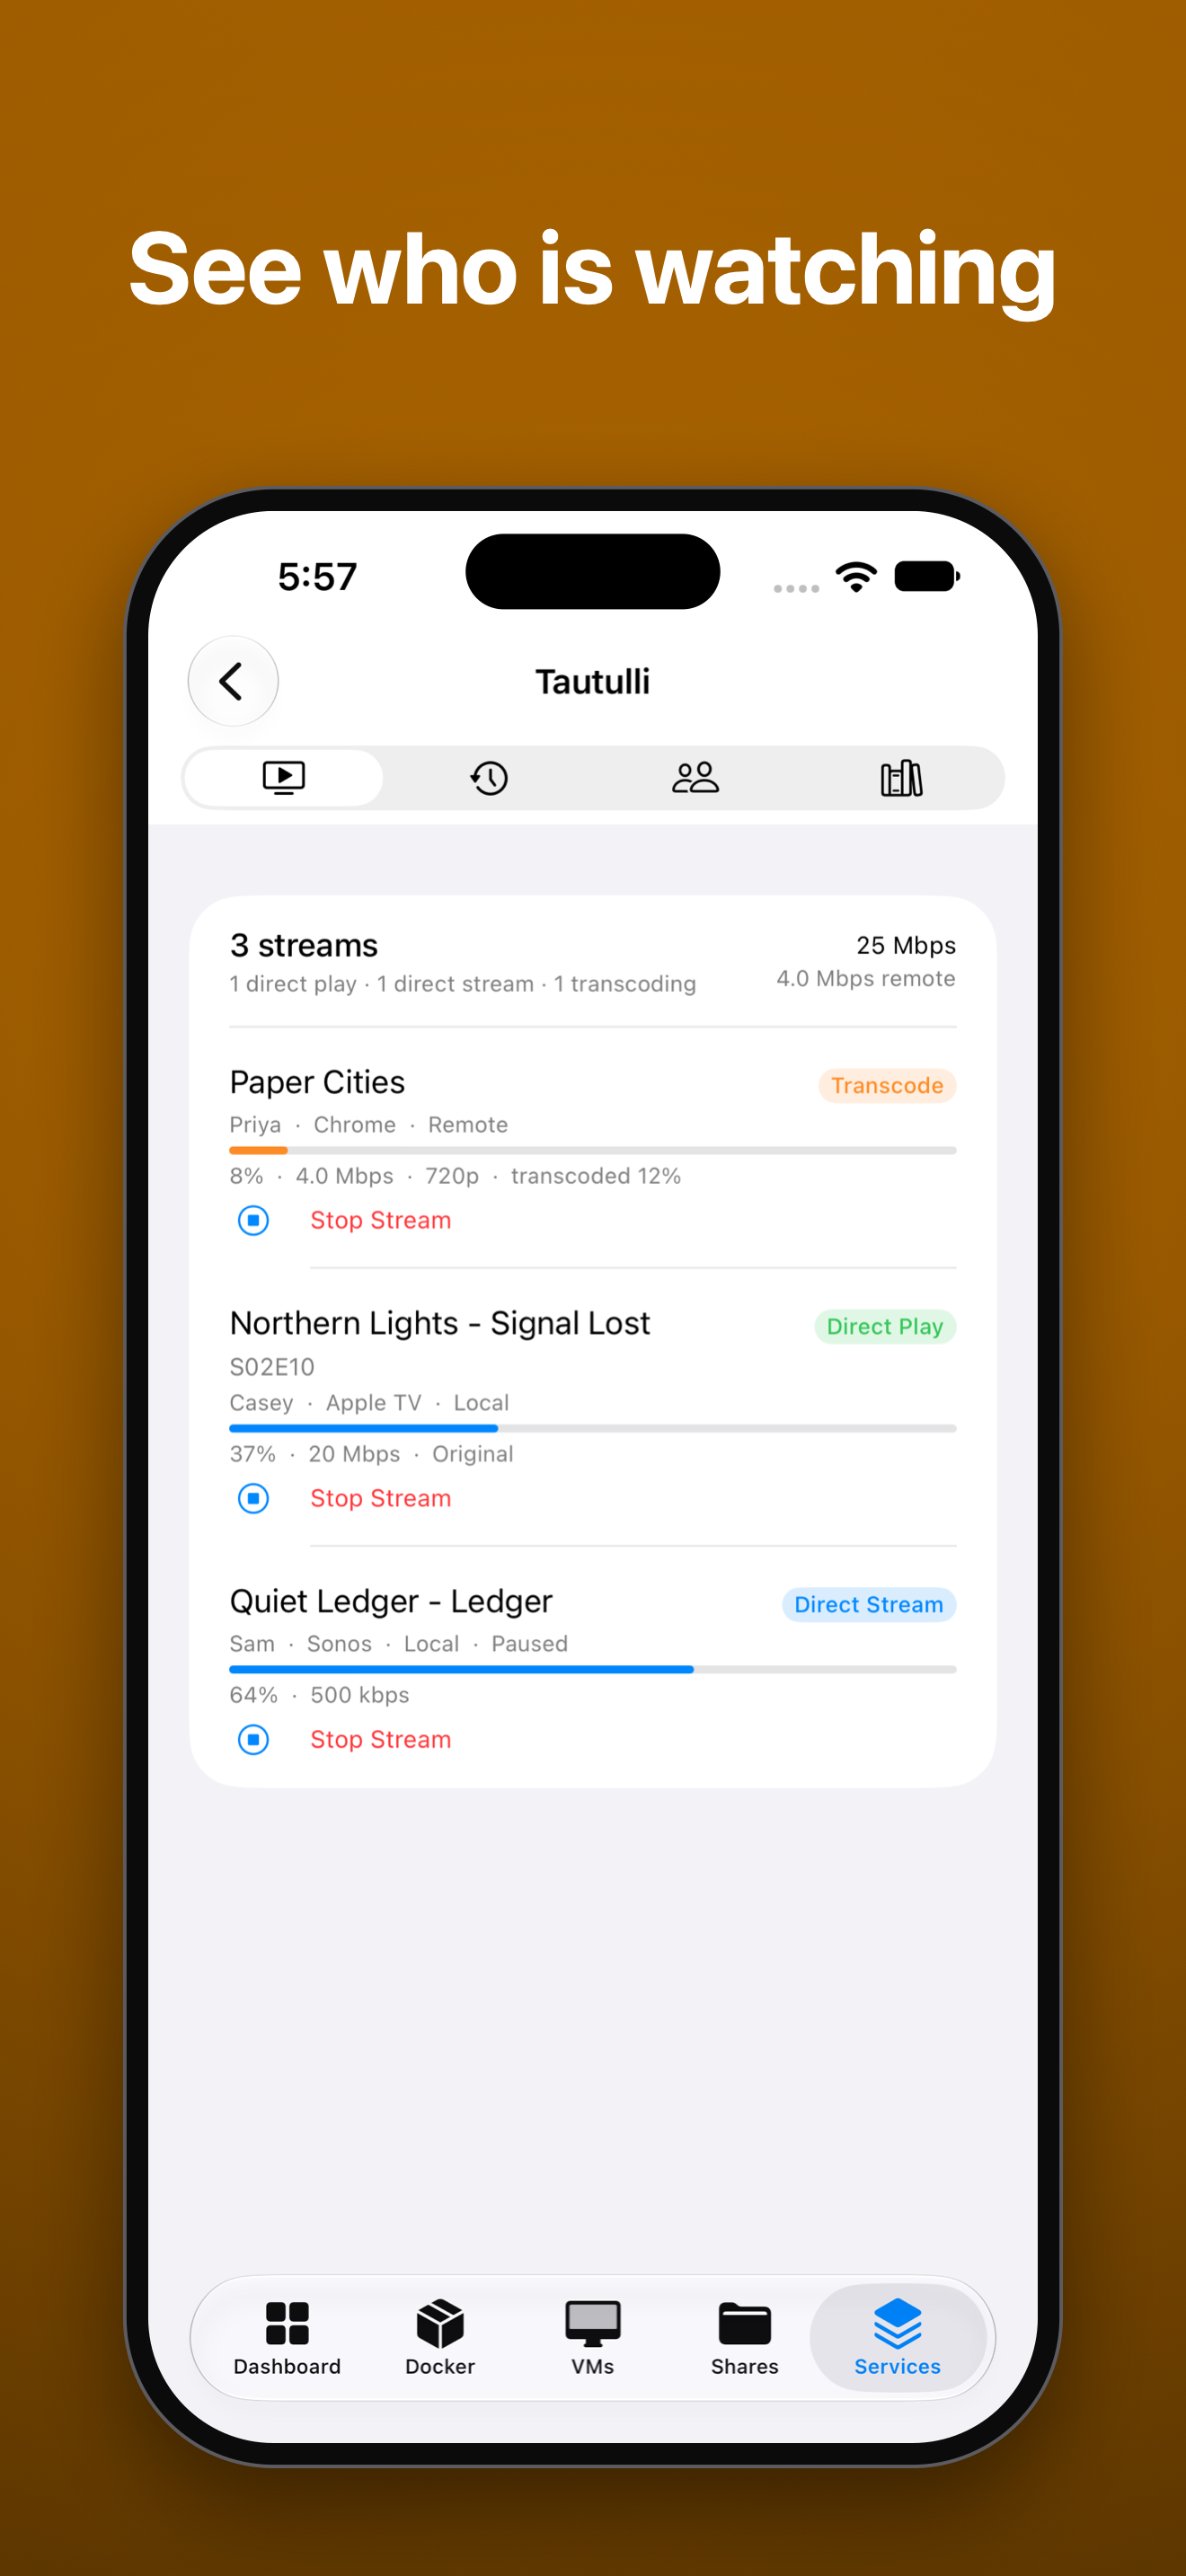 See who is watching
5:57
Tautulli
3 streams
25 Mbps
1 direct play · 1 direct stream · 1 transcoding
4.0 Mbps remote
Paper Cities
Transcode
Priya · Chrome · Remote
8% · 4.0 Mbps · 720p · transcoded 12%
Stop Stream
Northern Lights - Signal Lost
Direct Play
S02E10
Casey · Apple TV · Local
37% · 20 Mbps · Original
Stop Stream
Quiet Ledger - Ledger
Direct Stream
Sam · Sonos · Local · Paused
64% · 500 kbps
Stop Stream
Dashboard
Docker
VMs
Shares
Services